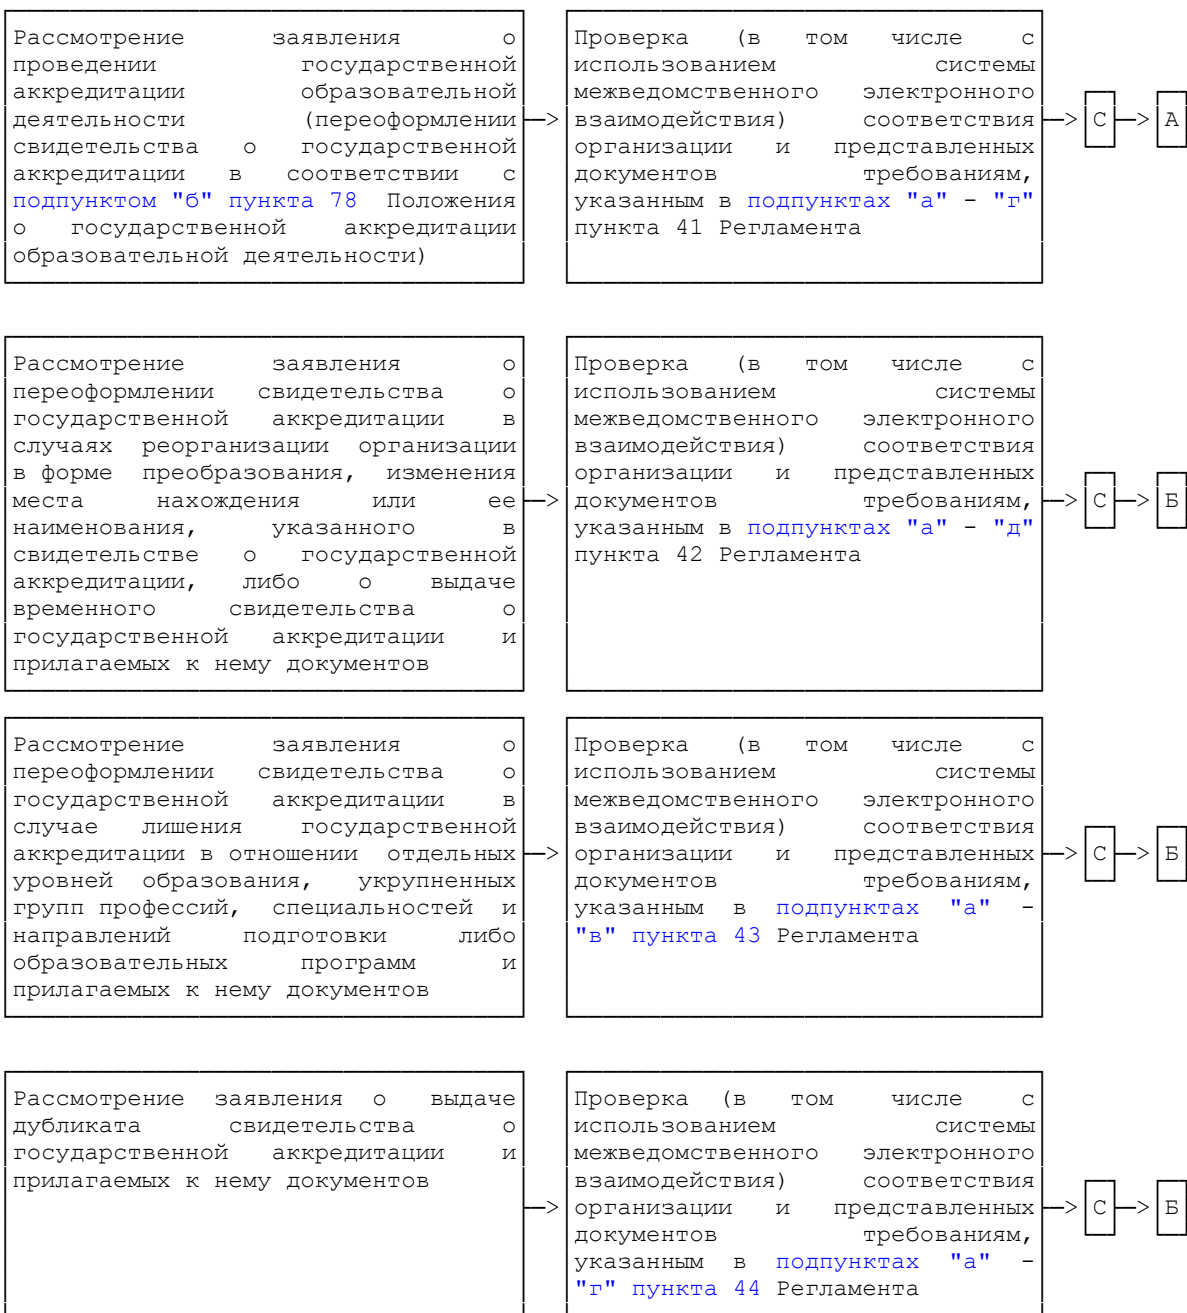 Рассмотрение заявления о
проведении государственной
аккредитации образовательной
деятельности (переоформлении
свидетельства о государственной
аккредитации в соответствии с
подпунктом "б" пункта 78 Положения
о государственной аккредитации
образовательной деятельности)
Проверка (в том числе с
использованием системы
межведомственного электронного
взаимодействия) соответствия
организации и представленных
документов требованиям,
указанным в подпунктах "а" - "г"
пункта 41 Регламента
С
А
Рассмотрение заявления о
переоформлении свидетельства о
государственной аккредитации в
случаях реорганизации организации
в форме преобразования, изменения
места нахождения или ее
наименования, указанного в
свидетельстве о государственной
аккредитации, либо о выдаче
временного свидетельства о
государственной аккредитации и
прилагаемых к нему документов
Проверка (в том числе с
использованием системы
межведомственного электронного
взаимодействия) соответствия
организации и представленных
документов требованиям,
указанным в подпунктах "а" - "д"
пункта 42 Регламента
С
Б
Рассмотрение заявления о
переоформлении свидетельства о
государственной аккредитации в
случае лишения государственной
аккредитации в отношении отдельных
уровней образования, укрупненных
групп профессий, специальностей и
направлений подготовки либо
образовательных программ и
прилагаемых к нему документов
Проверка (в том числе с
использованием системы
межведомственного электронного
взаимодействия) соответствия
организации и представленных
документов требованиям,
указанным в подпунктах "а" -
"в" пункта 43 Регламента
С
Б
Рассмотрение заявления о выдаче
дубликата свидетельства о
государственной аккредитации и
прилагаемых к нему документов
Проверка (в том числе с
использованием системы
межведомственного электронного
взаимодействия) соответствия
организации и представленных
документов требованиям,
указанным в подпунктах "а" -
"г" пункта 44 Регламента
С
Б